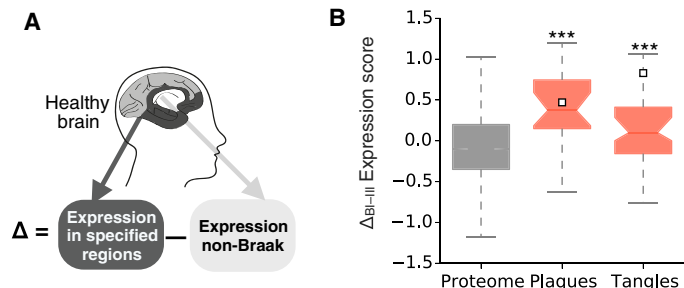 A
Healthy
brain
Δ =
Expression
in specified
regions
—
Expression
non-Braak
B
ΔBI–III Expression score
1.5
1.0
0.5
0.0
−0.5
−1.0
−1.5
***
***
Proteome Plaques Tangles